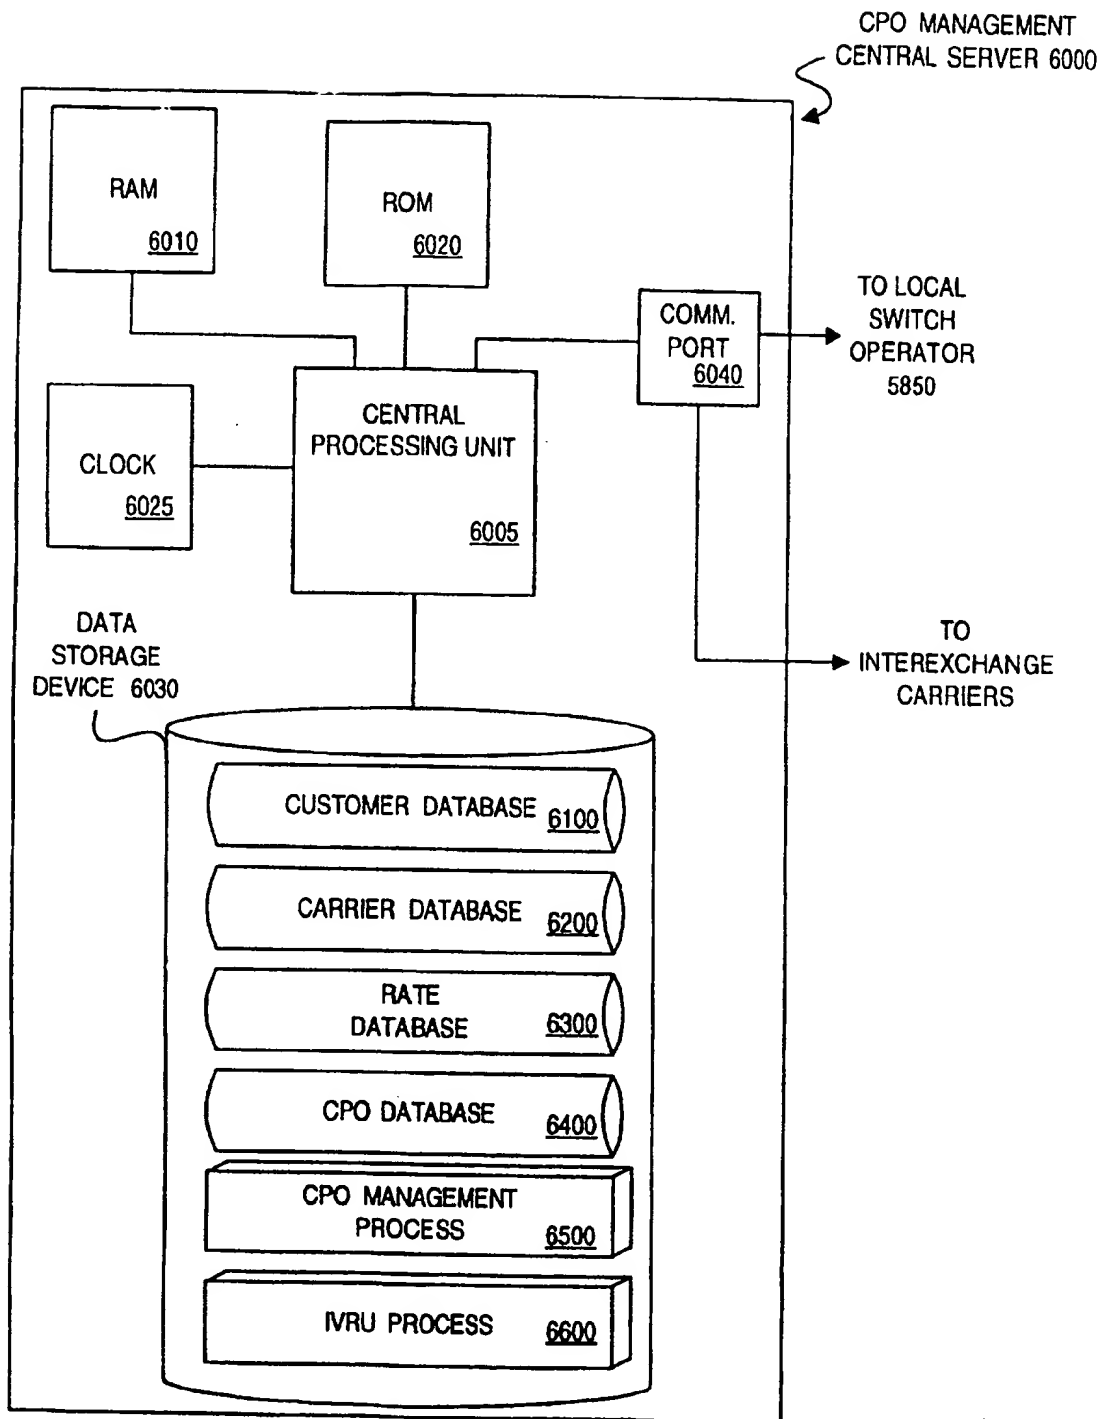 CPO MANAGEMENT
CENTRAL SERVER 6000
RAM
6010
ROM
6020
COMM.
PORT
6040
TO LOCAL
SWITCH
OPERATOR
5850
CLOCK
6025
CENTRAL
PROCESSING UNIT
6005
DATA
STORAGE
DEVICE 6030
TO
INTEREXCHANGE
CARRIERS
CUSTOMER DATABASE 6100
CARRIER DATABASE 6200
RATE
DATABASE 6300
CPO DATABASE 6400
CPO MANAGEMENT
PROCESS 6500
IVRU PROCESS 6600